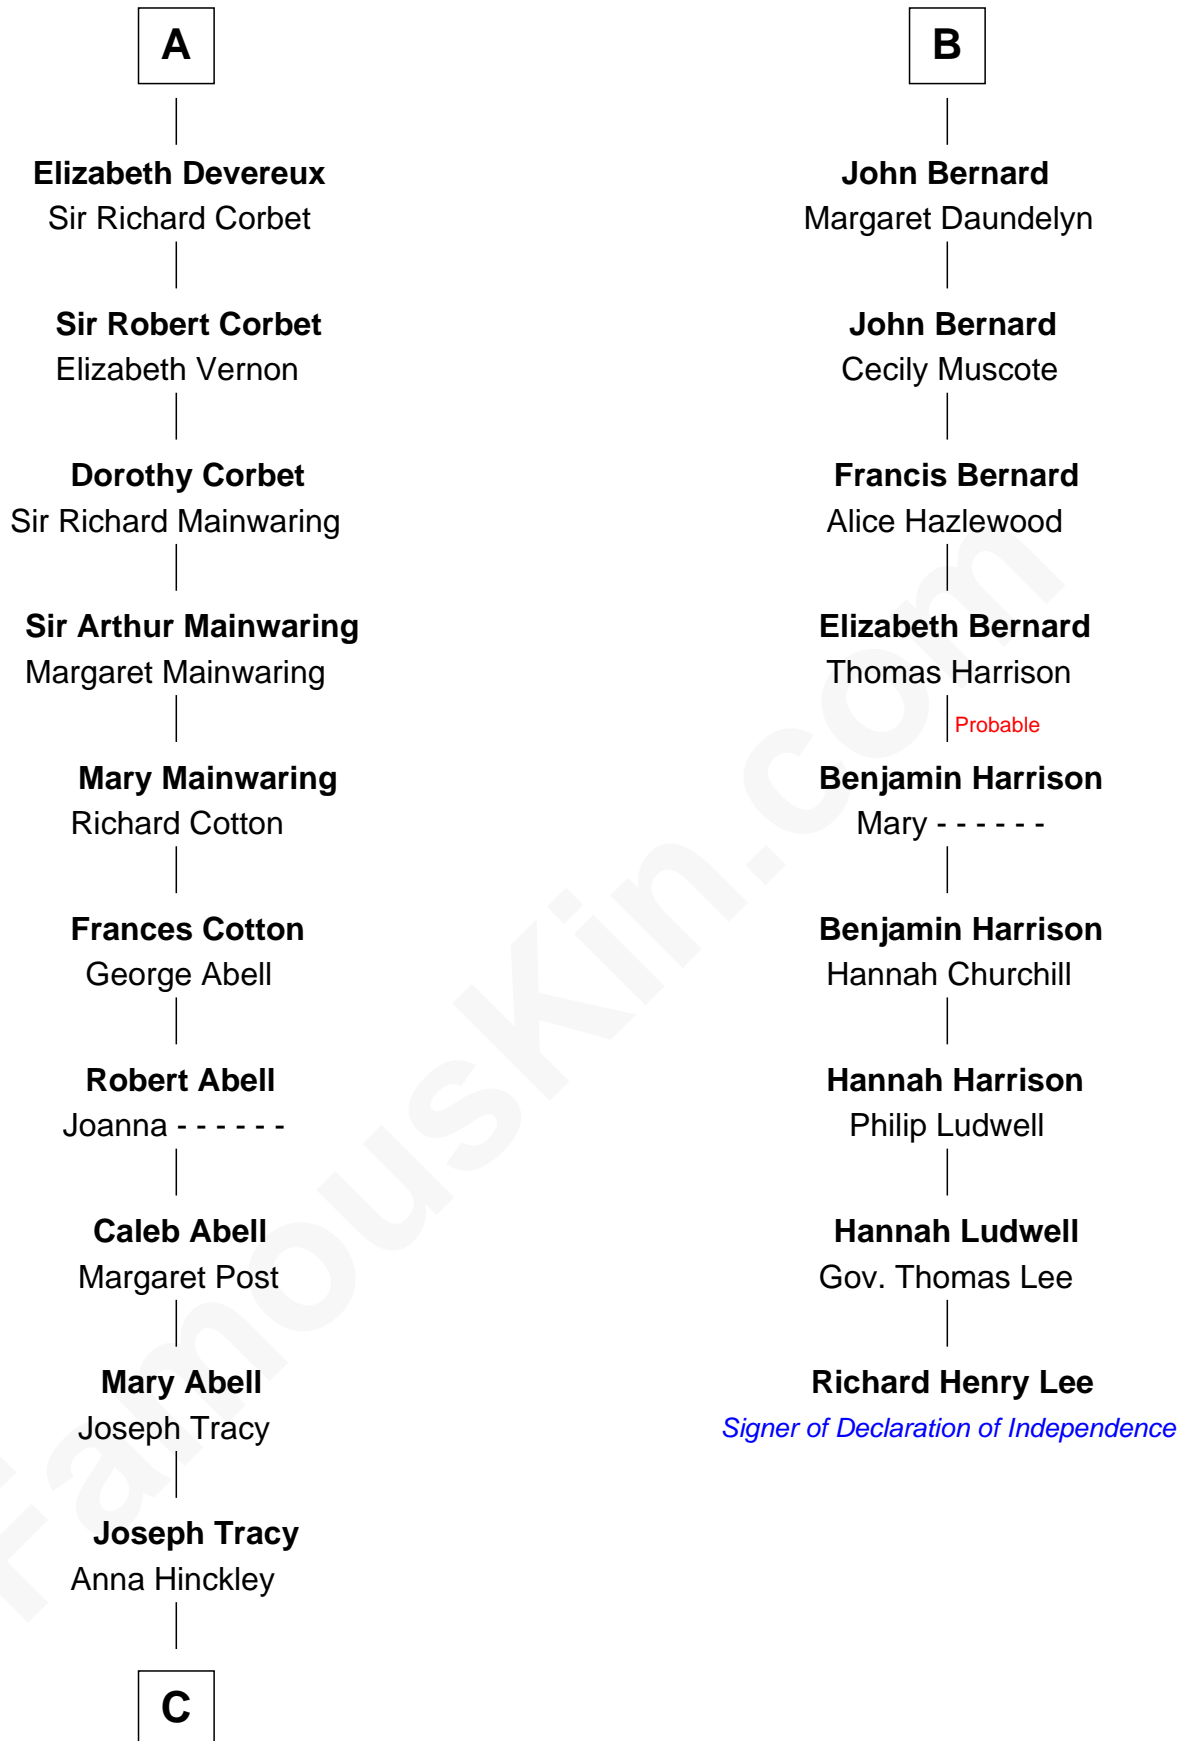 A
Elizabeth Devereux
Sir Richard Corbet
Sir Robert Corbet
Elizabeth Vernon
Dorothy Corbet
Sir Richard Mainwaring
Sir Arthur Mainwaring
Margaret Mainwaring
Mary Mainwaring
Richard Cotton
Frances Cotton
George Abell
Robert Abell
Joanna - - - - - -
Caleb Abell
Margaret Post
Mary Abell
Joseph Tracy
Joseph Tracy
Anna Hinckley
C
B
John Bernard
Margaret Daundelyn
John Bernard
Cecily Muscote
Francis Bernard
Alice Hazlewood
Elizabeth Bernard
Thomas Harrison
Probable
Benjamin Harrison
Mary - - - - - -
Benjamin Harrison
Hannah Churchill
Hannah Harrison
Philip Ludwell
Hannah Ludwell
Gov. Thomas Lee
Richard Henry Lee
Signer of Declaration of Independence
FamousKin.com